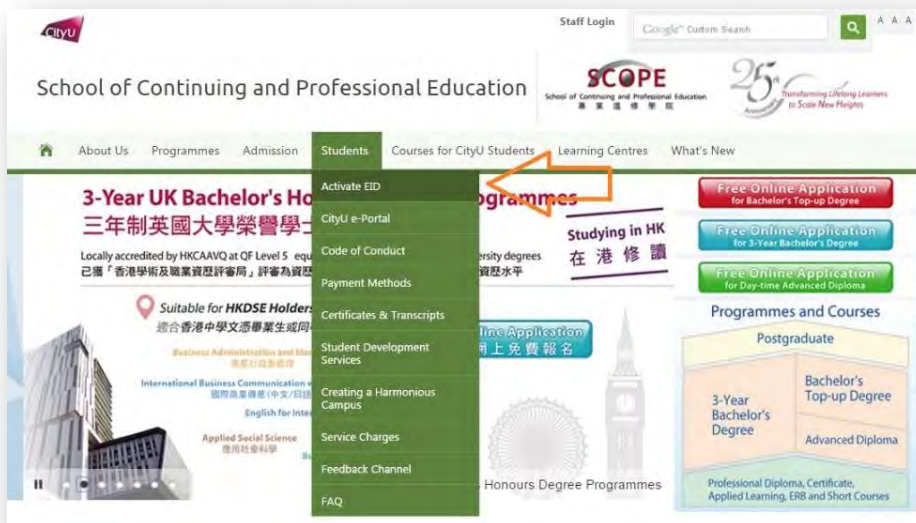 CityU
Staff Login
Google™ Custom Search
A A A
School of Continuing and Professional Education
SCOPE
School of Continuing and Professional Education
專業進修學院
25th
Anniversary
Transforming Lifelong Learners
to Scale New Heights
About Us Programmes Admission Students Courses for CityU Students Learning Centres What's New
Activate EID
CityU e-Portal
Code of Conduct
Payment Methods
Certificates & Transcripts
Student Development
Services
Creating a Harmonious
Campus
Service Charges
Feedback Channel
FAQ
3-Year UK Bachelor's Ho ogrammes
三年制英國大學榮譽學士
Locally accredited by HKCAAVQ at QF Level 5 equ ersity degrees
已獲「香港學術及職業資歷評審局」評審為資歷 資歷水平
Studying in HK
在港修讀
Suitable for HKDSE Holders
適合香港中學文憑畢業生或同
Business Administration and
International Business Communication
English for Inte
Applied Social Science
應用社會科學
line Application
網上免費報名
s Honours Degree Programmes
Free Online Application
for Bachelor's Top-up Degree
Free Online Application
for 3-Year Bachelor's Degree
Free Online Application
for Day-time Advanced Diploma
Programmes and Courses
Postgraduate
3-Year
Bachelor's
Degree
Bachelor's
Top-up Degree
Advanced Diploma
Professional Diploma, Certificate,
Applied Learning, ERB and Short Courses